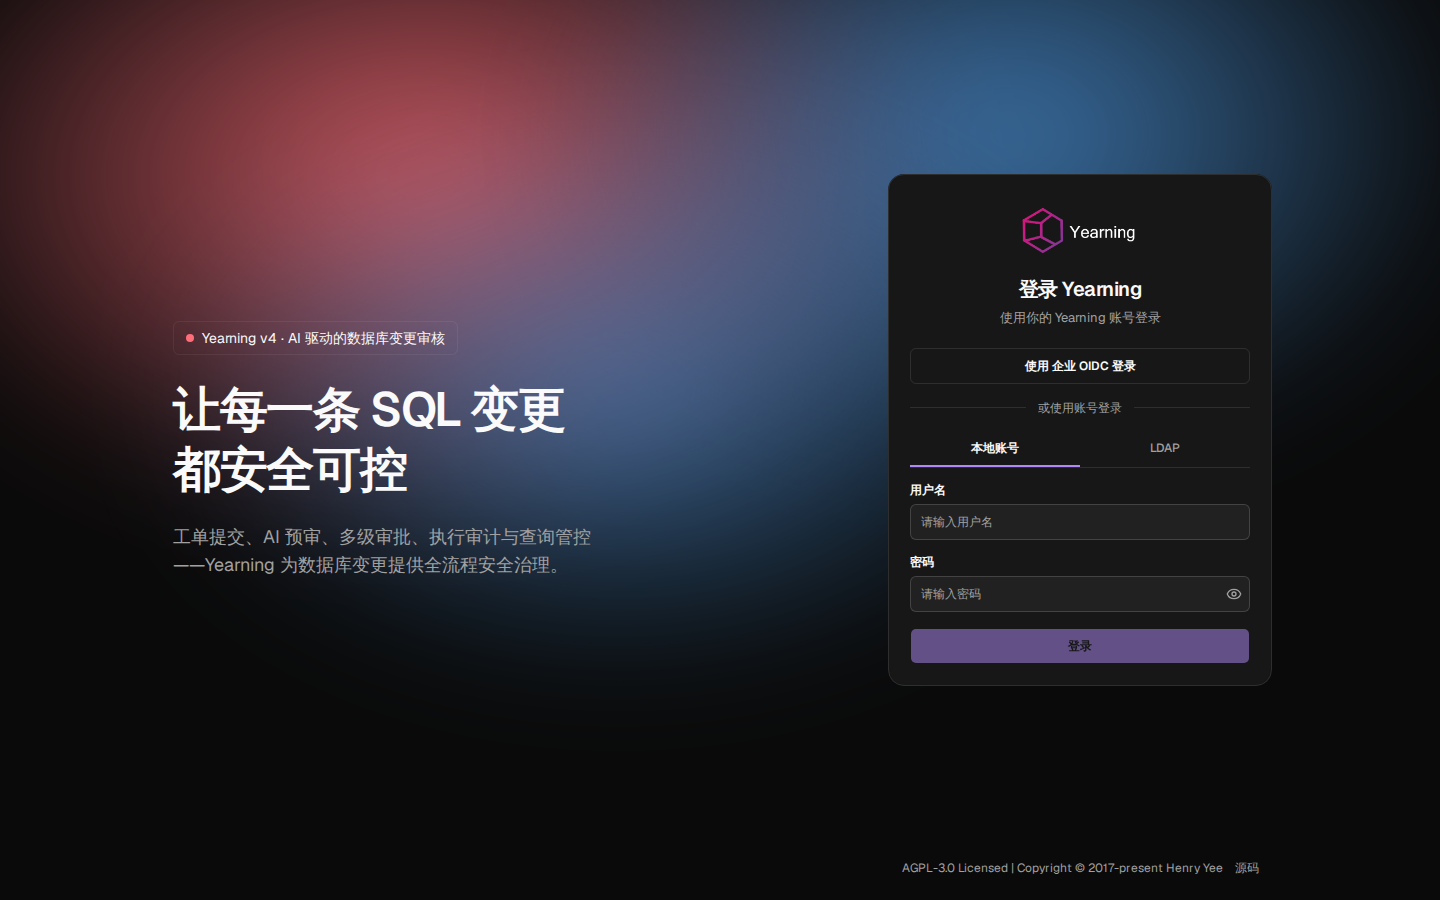 Yearning v4 · AI 驱动的数据库变更审核
让每一条 SQL 变更
都安全可控
工单提交、AI 预审、多级审批、执行审计与查询管控
——Yearning 为数据库变更提供全流程安全治理。
Yearning
登录 Yearning
使用你的 Yearning 账号登录
使用 企业 OIDC 登录
或使用账号登录
本地账号
LDAP
用户名
请输入用户名
密码
请输入密码
登录
AGPL-3.0 Licensed | Copyright © 2017-present Henry Yee 源码